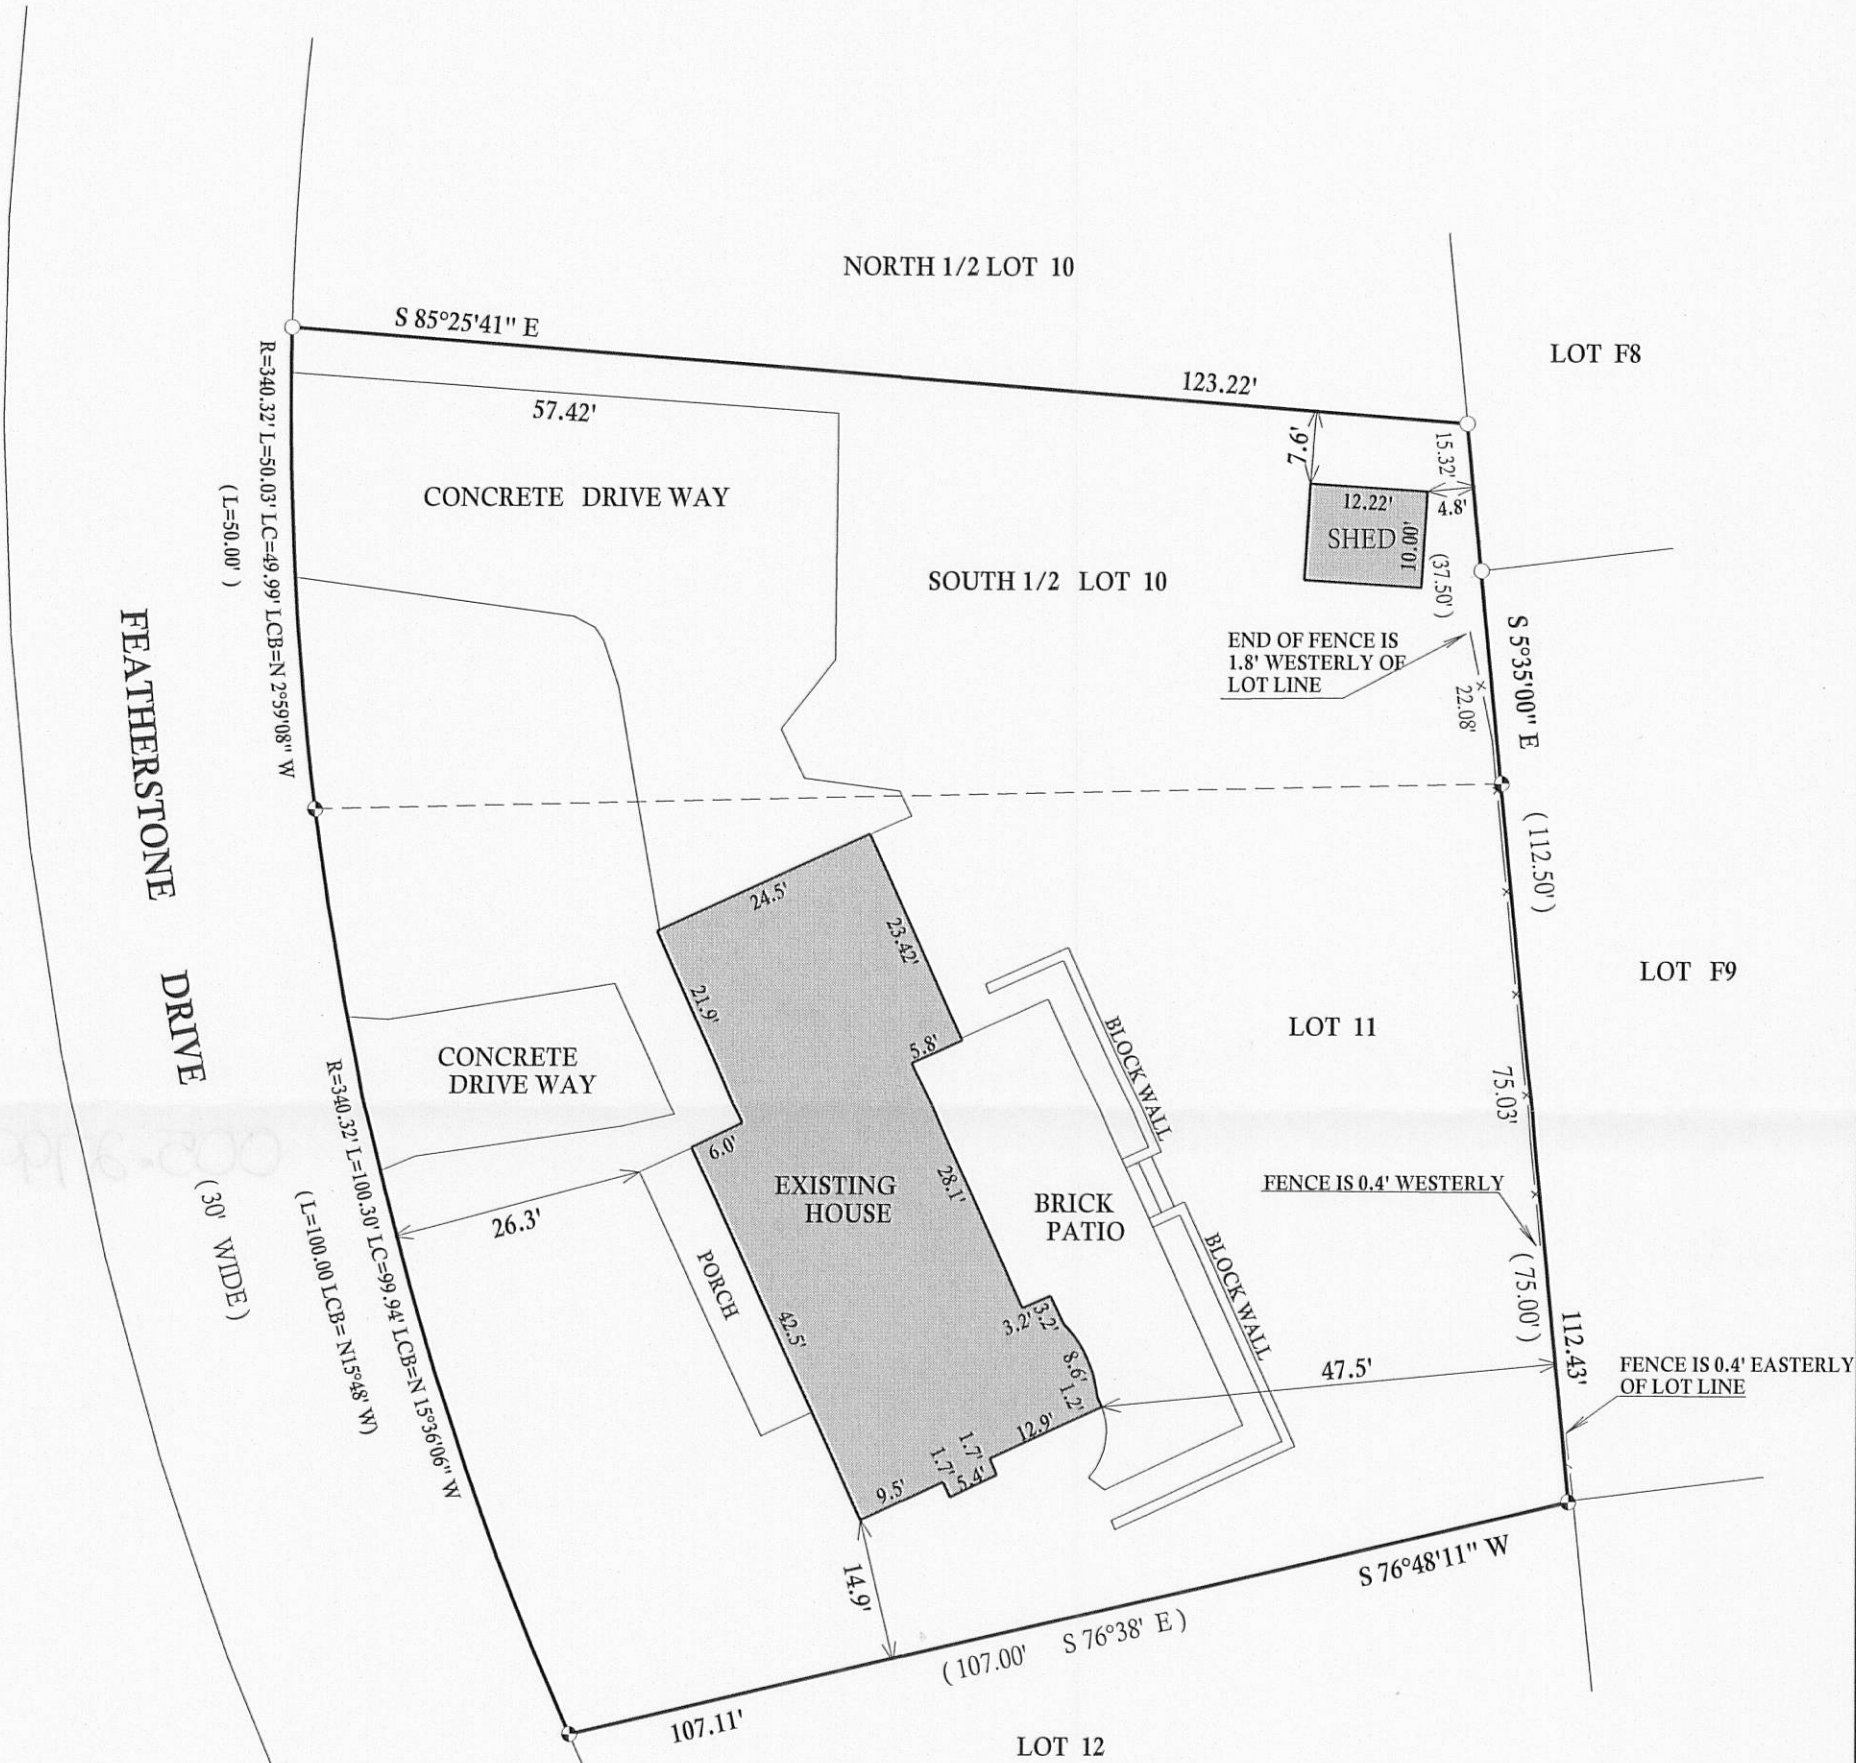 NORTH 1/2 LOT 10
S 85°25'41" E
123.22'
LOT F8
R=340.32' L=50.03' LC=49.99' LCB=N 2°59'08" W
(L=50.00')
57.42'
CONCRETE DRIVE WAY
7.9'
15.32'
12.22'
4.8'
SHED
10.00'
(37.50')
SOUTH 1/2 LOT 10
END OF FENCE IS
1.8' WESTERLY OF
LOT LINE
22.08'
S 5°35'00" E
FEATHERSTONE DRIVE
(30' WIDE)
(112.50')
24.5'
23.42'
21.9'
5.8'
6.0'
LOT 11
LOT F9
CONCRETE
DRIVE WAY
BLOCK WALL
75.03'
R=340.32' L=100.30' LC=99.94' LCB=N 15°36'06" W
(L=100.00 LCB= N15°48' W)
26.3'
EXISTING
HOUSE
28.1'
BRICK
PATIO
FENCE IS 0.4' WESTERLY
PORCH
42.5'
BLOCK WALL
(75.00')
3.2'
3.2'
8.6'
1.2'
47.5'
112.43'
FENCE IS 0.4' EASTERLY
OF LOT LINE
12.9'
1.7'
1.7'
5.4'
9.5'
14.9'
S 76°48'11" W
(107.00' S 76°38' E)
107.11'
LOT 12